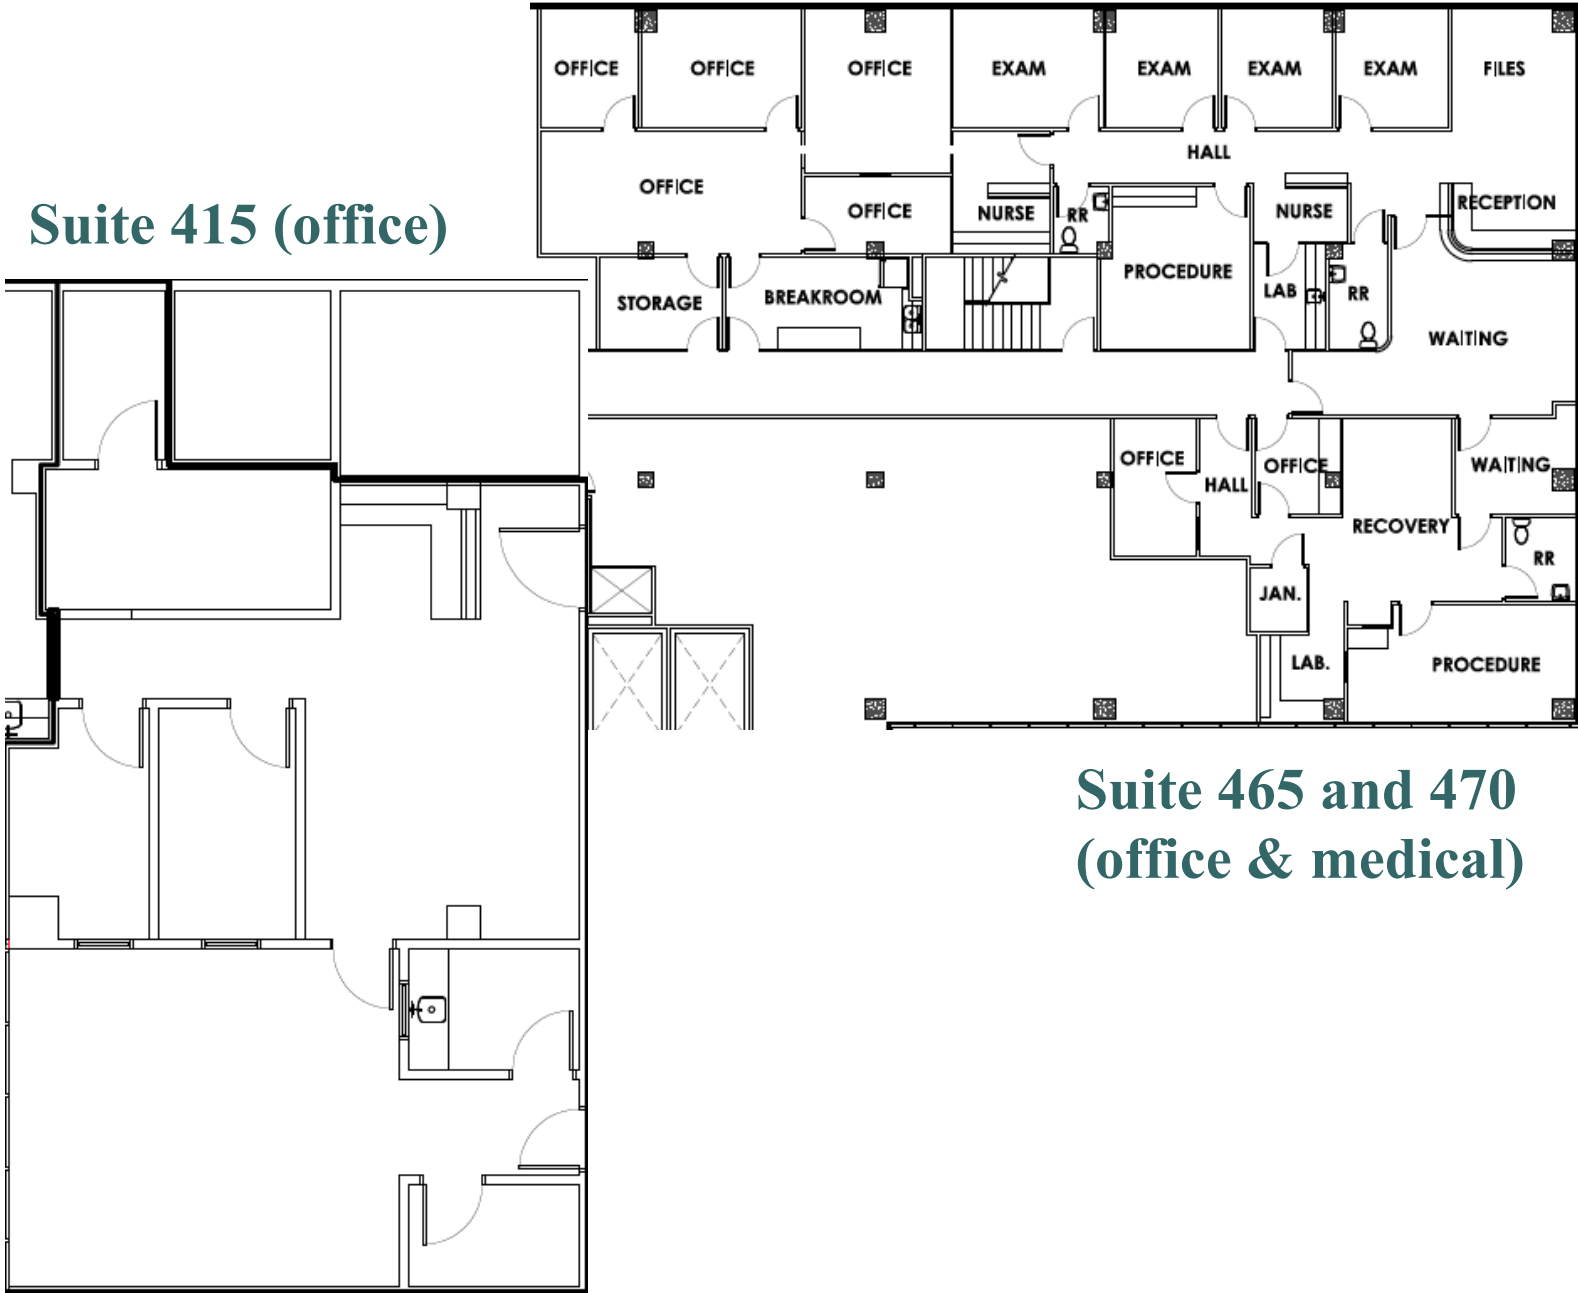 OFFICE OFFICE OFFICE EXAM EXAM EXAM EXAM FILES
HALL
OFFICE
Suite 415 (office)
OFFICE NURSE RR NURSE RECEPTION
PROCEDURE
STORAGE BREAKROOM LAB RR
WAITING
OFFICE OFFICE WAITING
HALL
RECOVERY
RR
JAN.
LAB. PROCEDURE
Suite 465 and 470
(office & medical)